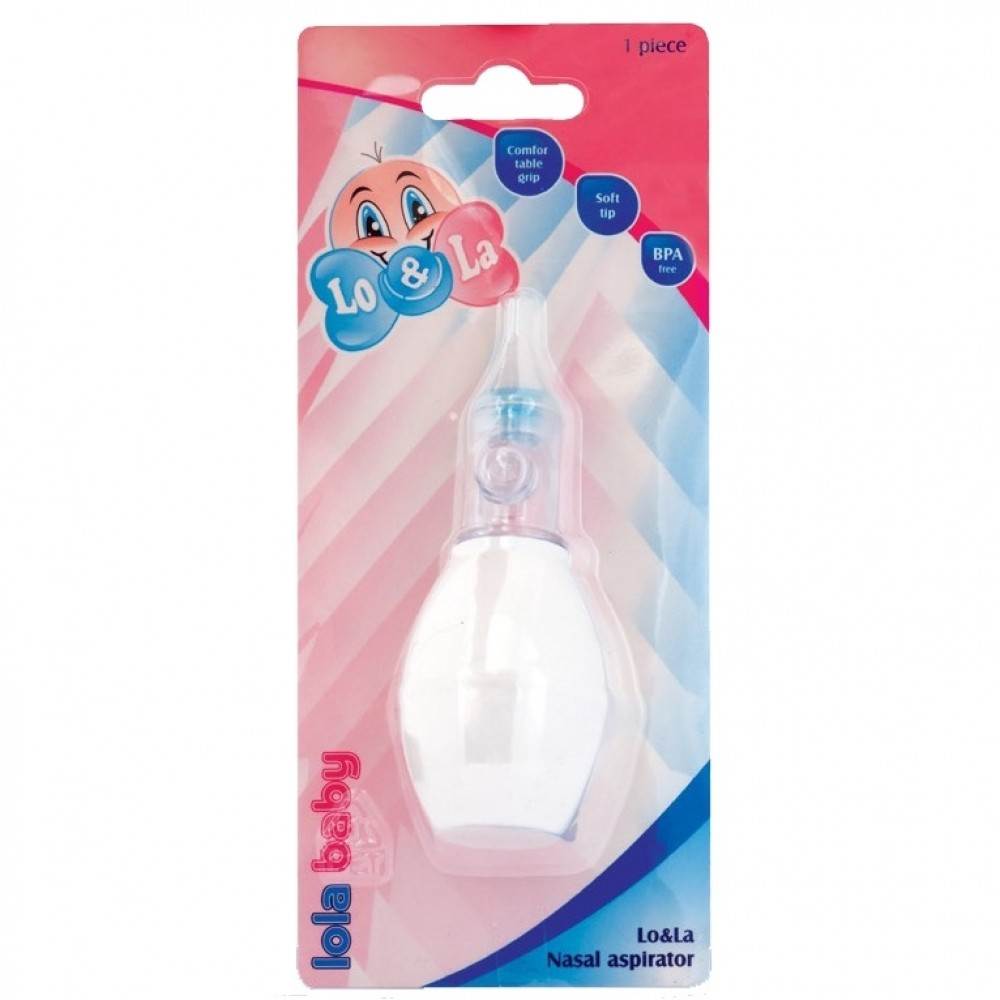 1 piece
Comfor
table
grip
Soft
tip
BPA
free
Lo & La
lola baby
Lo&La
Nasal aspirator